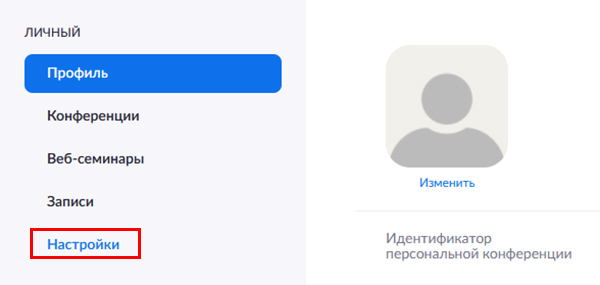 ЛИЧНЫЙ
Профиль
Конференции
Веб-семинары
Записи
Настройки
Изменить
Идентификатор
персональной конференции